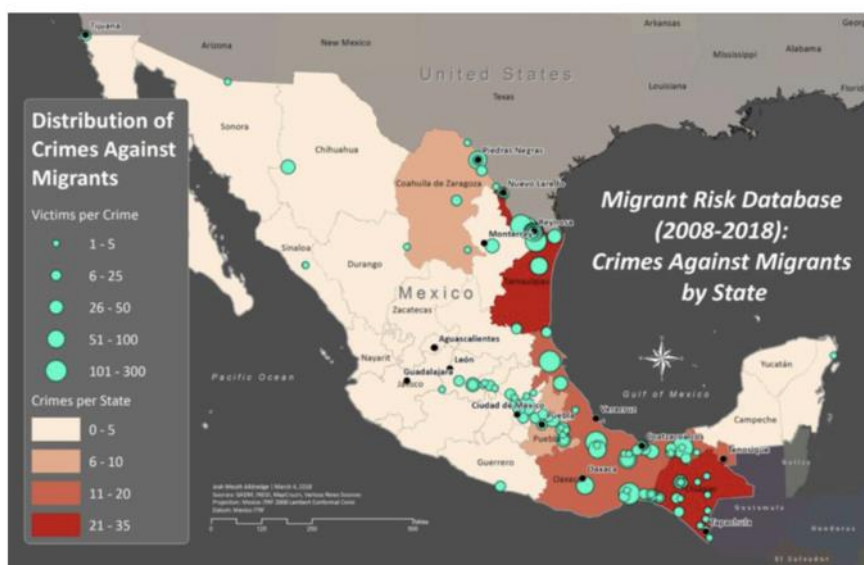 Tijuana
Arizona
New Mexico
Arkansas
Mississippi
Alabama
United States
Louisiana
Texas
Distribution of
Crimes Against
Migrants
Victims per Crime
1 - 5
6 - 25
26 - 50
51 - 100
101 - 300
Crimes per State
0 - 5
6 - 10
11 - 20
21 - 35
Sonora
Chihuahua
Piedras Negras
Coahuila de Zaragoza
Nuevo Laredo
Reynosa
Monterrey
Sinaloa
Durango
Tamaulipas
Mexico
Zacatecas
Migrant Risk Database
(2008-2018):
Crimes Against Migrants
by State
Aguascalientes
León
Nayarit
Guadalajara
Jalisco
Pacific Ocean
Gulf of Mexico
Yucatán
Campeche
Ciudad de México
Puebla
Puebla
Veracruz
Coatzacoalcos
Tenosique
Guerrero
Oaxaca
Oaxaca
Tapachula
Guatemala
Honduras
El Salvador